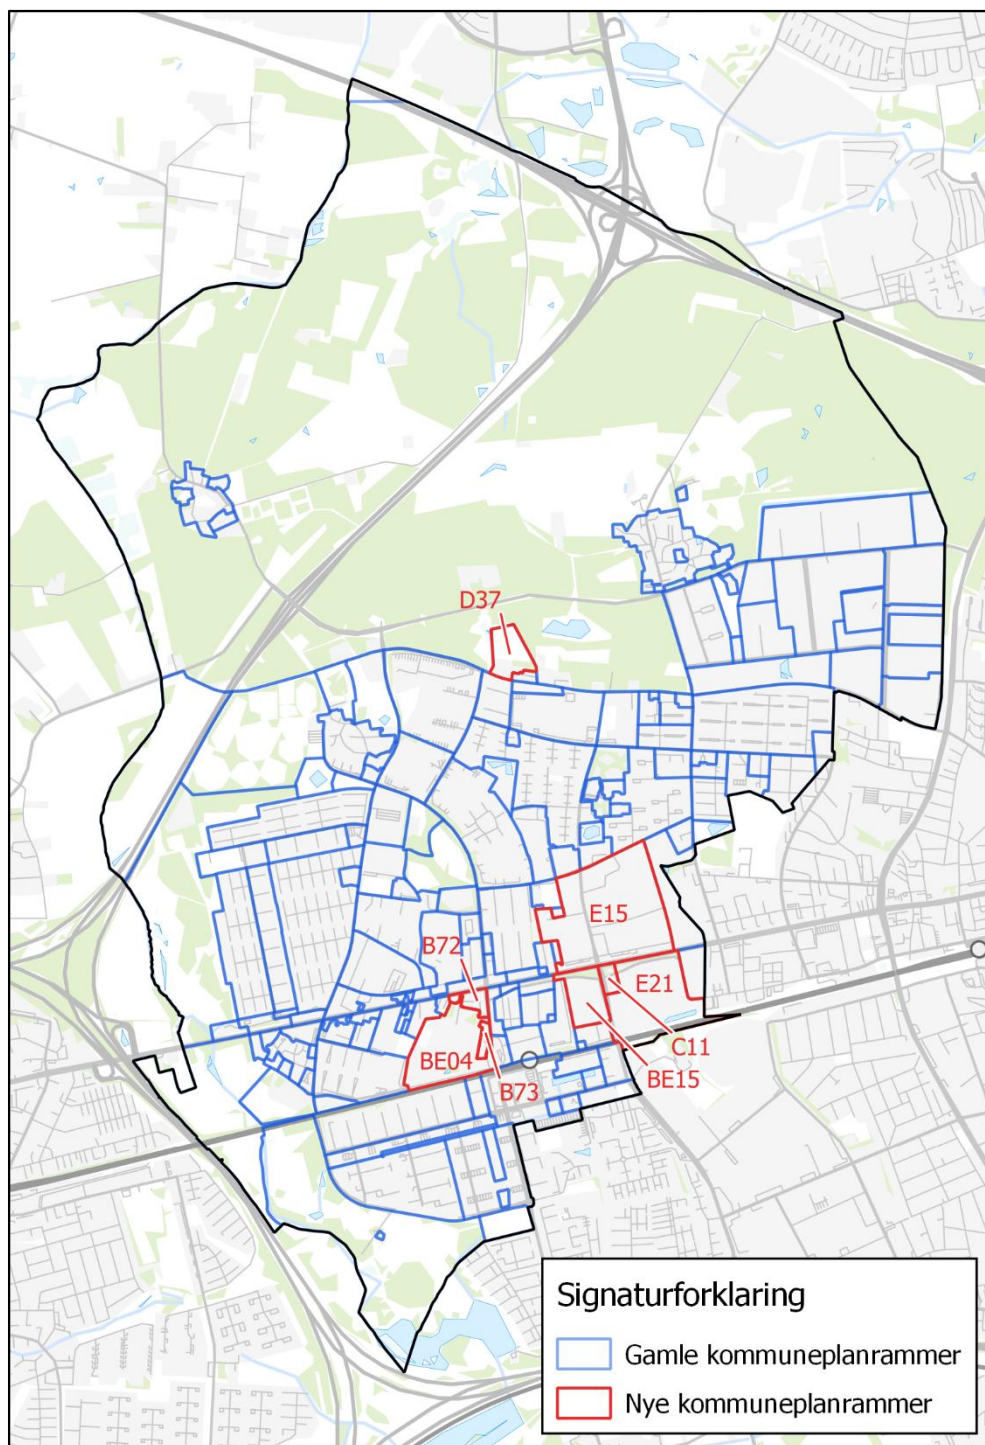 D37
E15
B72
E21
C11
BE04
BE15
B73
Signaturforklaring
Gamle kommuneplanrammer
Nye kommuneplanrammer